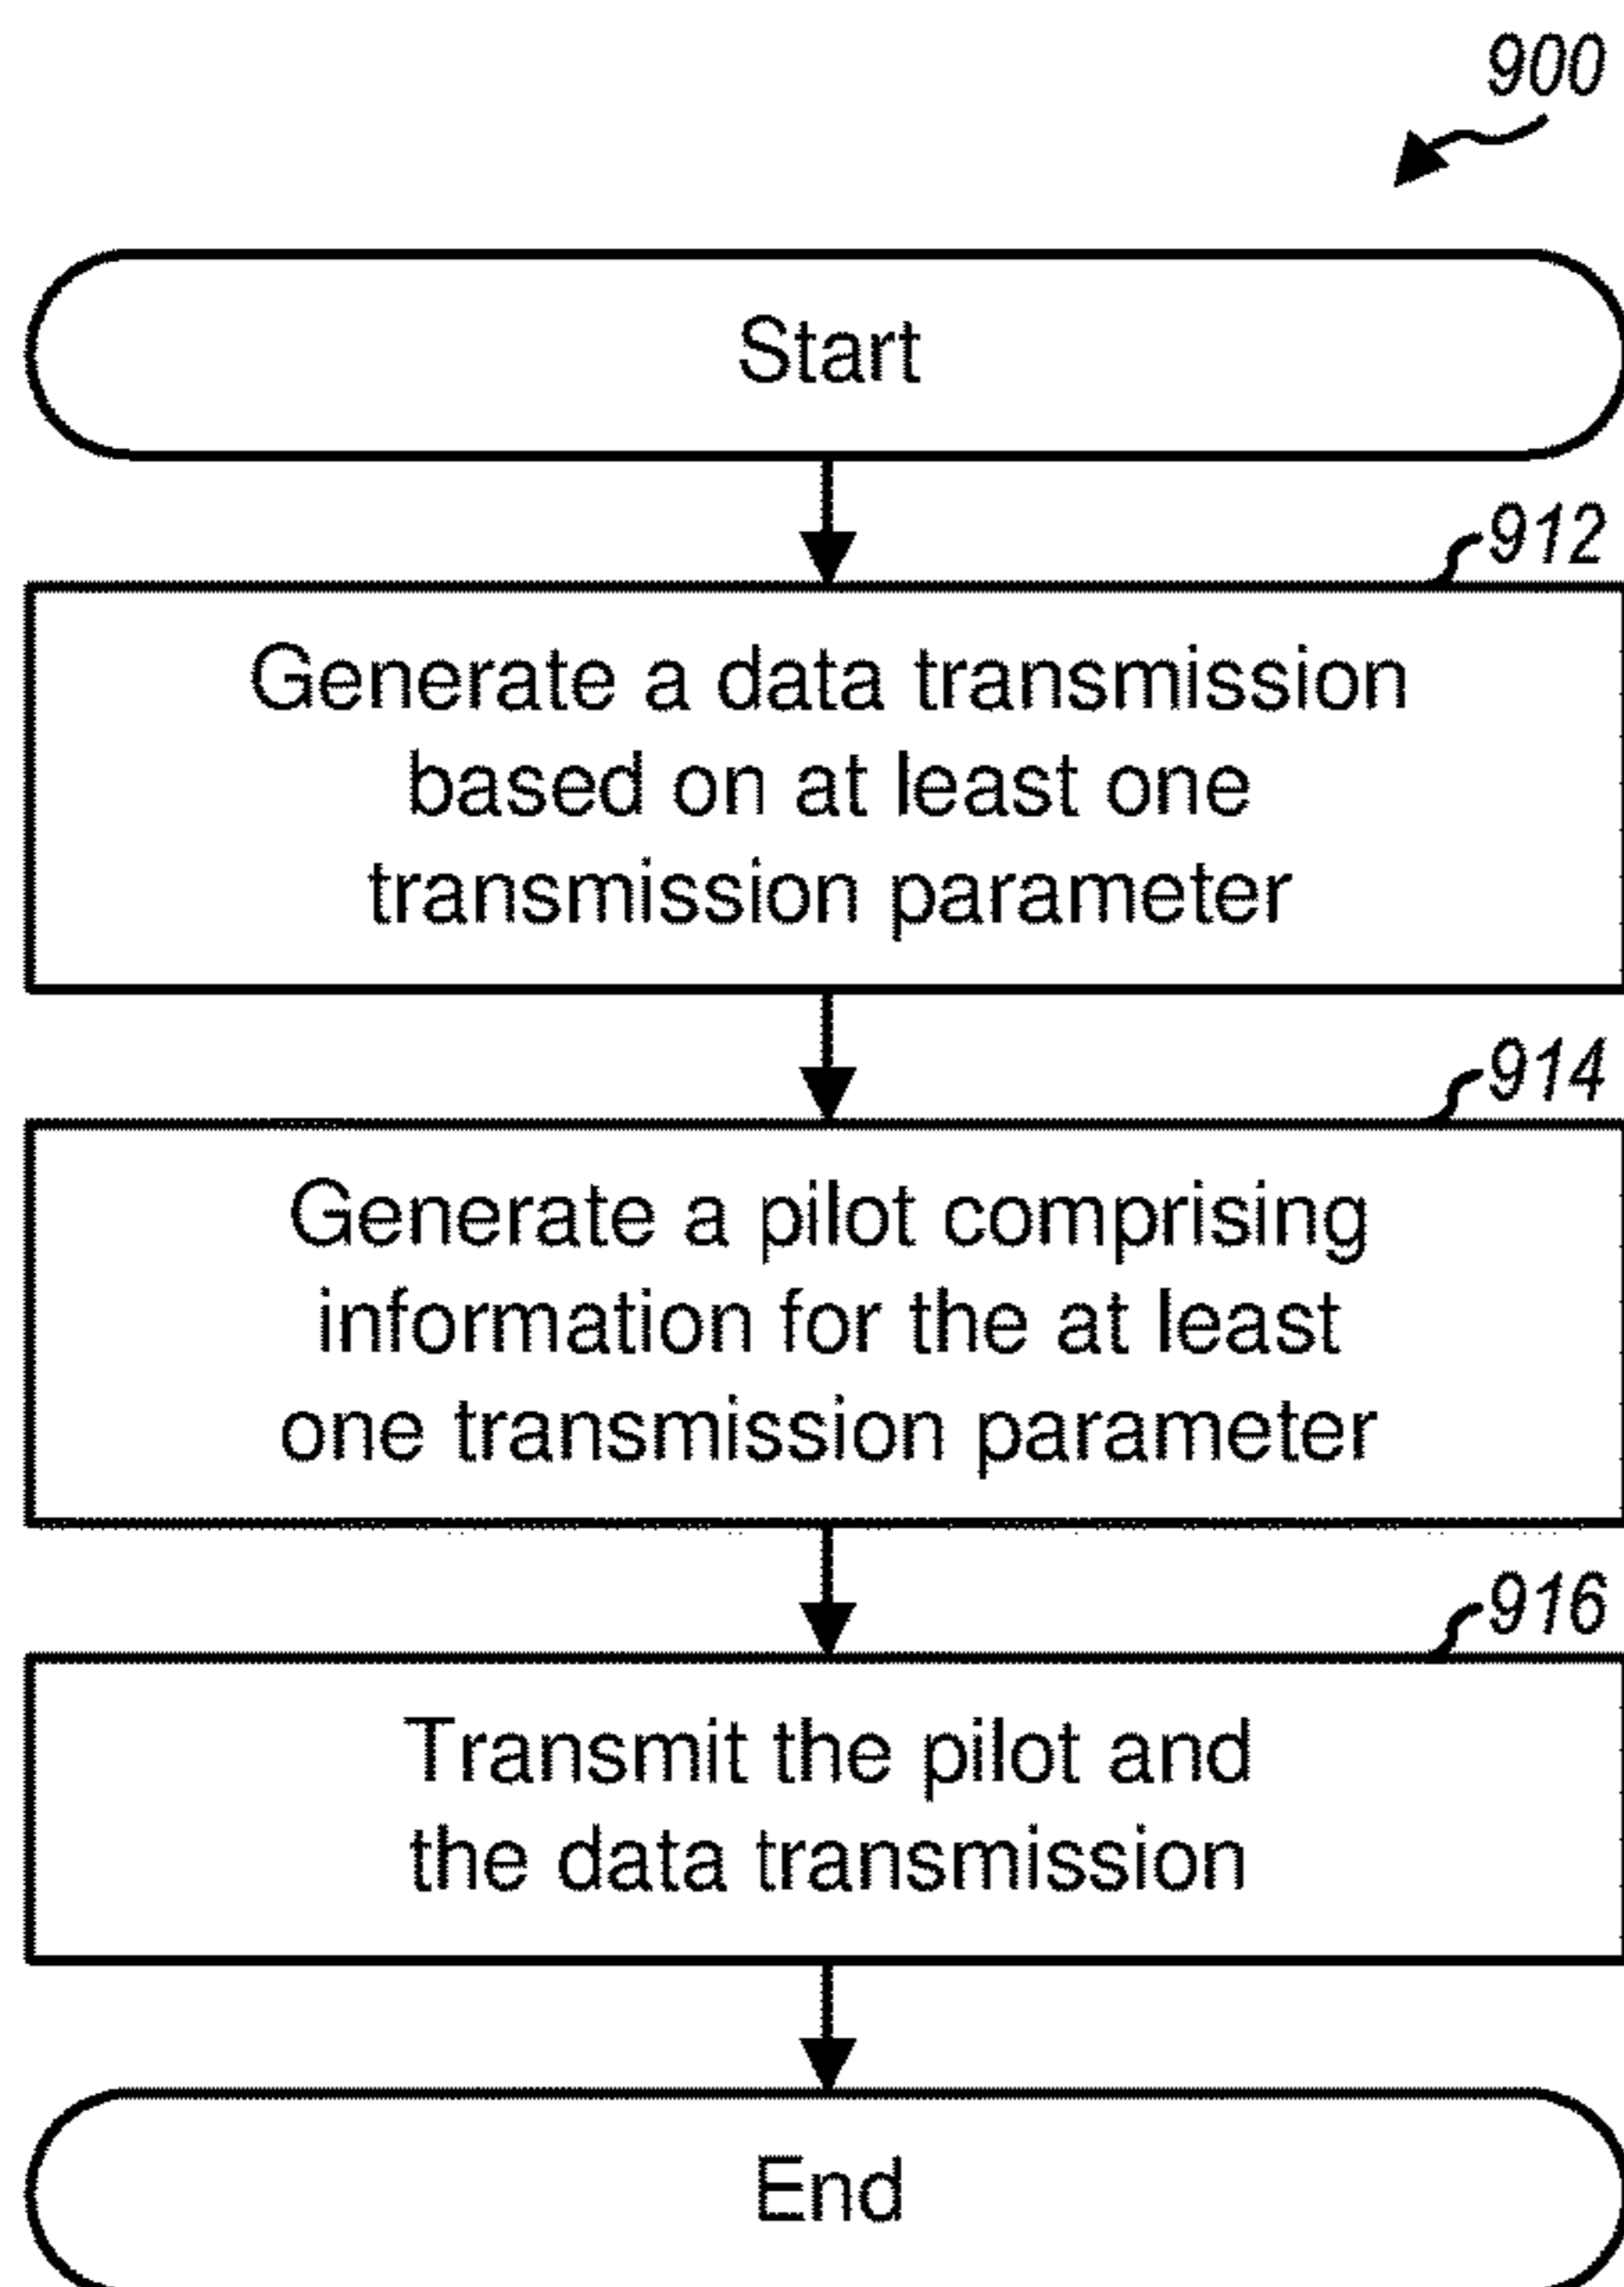 900
Start
912
Generate a data transmission
based on at least one
transmission parameter
914
Generate a pilot comprising
information for the at least
one transmission parameter
916
Transmit the pilot and
the data transmission
End